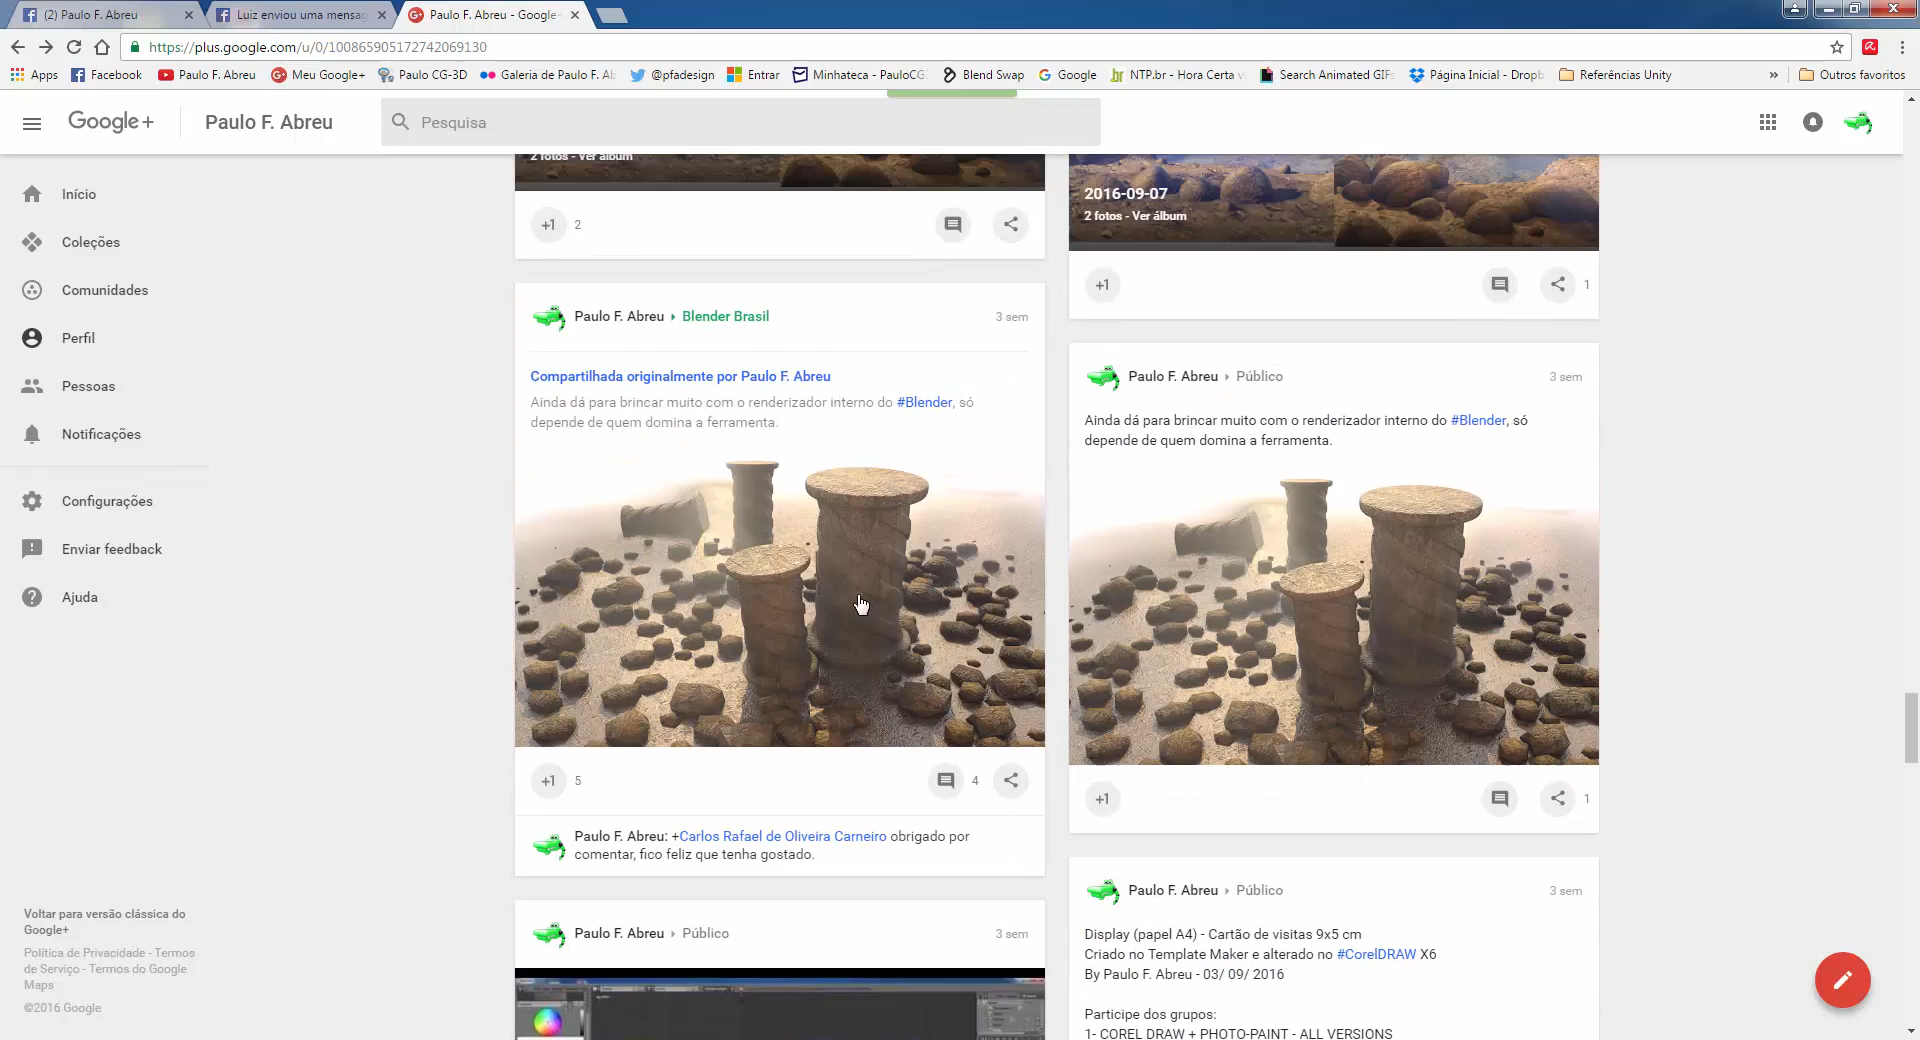 (2) Paulo F. Abreu
Luiz enviou uma mensag
Paulo F. Abreu - Google+
https://plus.google.com/u/0/100865905172742069130
Apps
Facebook
Paulo F. Abreu
Meu Google+
Paulo CG-3D
Galeria de Paulo F. Ab
@pfadesign
Entrar
Minhateca - PauloCG
Blend Swap
Google
NTP.br - Hora Certa
Search Animated GIFs
Página Inicial - Dropb
Referências Unity
»
Outros favoritos
Google+
Paulo F. Abreu
Pesquisa
Início
Coleções
Comunidades
Perfil
Pessoas
Notificações
Configurações
Enviar feedback
Ajuda
Voltar para versão clássica do
Google+
Política de Privacidade - Termos
de Serviço - Termos do Google
Maps
©2016 Google
2 fotos - Ver álbum
+1 2
Paulo F. Abreu Blender Brasil 3 sem
Compartilhada originalmente por Paulo F. Abreu
Ainda dá para brincar muito com o renderizador interno do #Blender, só
depende de quem domina a ferramenta.
+1 5 4
Paulo F. Abreu: +Carlos Rafael de Oliveira Carneiro obrigado por
comentar, fico feliz que tenha gostado.
Paulo F. Abreu Público 3 sem
2016-09-07
2 fotos - Ver álbum
+1 1
Paulo F. Abreu Público 3 sem
Ainda dá para brincar muito com o renderizador interno do #Blender, só
depende de quem domina a ferramenta.
+1 1
Paulo F. Abreu Público 3 sem
Display (papel A4) - Cartão de visitas 9x5 cm
Criado no Template Maker e alterado no #CorelDRAW X6
By Paulo F. Abreu - 03/ 09/ 2016
Participe dos grupos:
1- COREL DRAW + PHOTO-PAINT - ALL VERSIONS